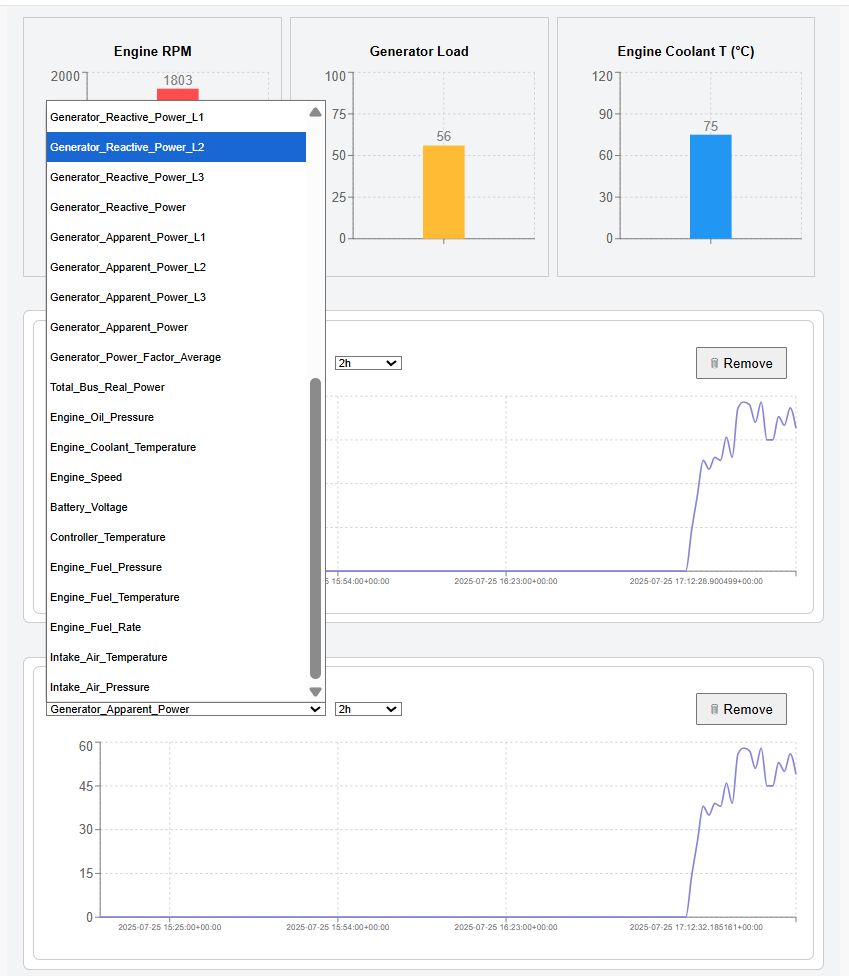 Engine RPM
2000
1803
Generator Load
100
75
56
50
25
0
Engine Coolant T (°C)
120
90
75
60
30
0
Generator_Reactive_Power_L1
Generator_Reactive_Power_L2
Generator_Reactive_Power_L3
Generator_Reactive_Power
Generator_Apparent_Power_L1
Generator_Apparent_Power_L2
Generator_Apparent_Power_L3
Generator_Apparent_Power
Generator_Power_Factor_Average
Total_Bus_Real_Power
Engine_Oil_Pressure
Engine_Coolant_Temperature
Engine_Speed
Battery_Voltage
Controller_Temperature
Engine_Fuel_Pressure
Engine_Fuel_Temperature
Engine_Fuel_Rate
Intake_Air_Temperature
Intake_Air_Pressure
2h
Remove
5 15:54:00+00:00
2025-07-25 16:23:00+00:00
2025-07-25 17:12:28.900499+00:00
Generator_Apparent_Power
2h
Remove
60
45
30
15
0
2025-07-25 15:25:00+00:00
2025-07-25 15:54:00+00:00
2025-07-25 16:23:00+00:00
2025-07-25 17:12:32.185161+00:00